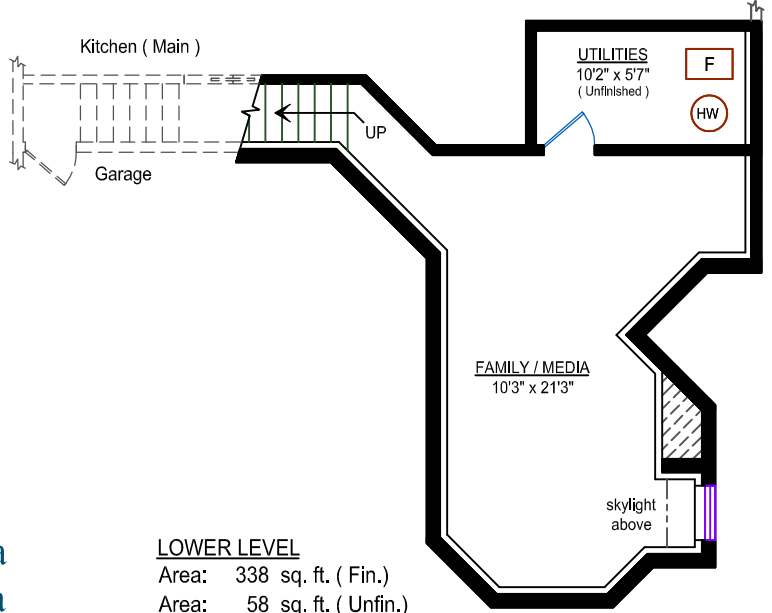 Kitchen ( Main )
UTILITIES
10'2" x 5'7"
( Unfinished )
F
HW
UP
Garage
FAMILY / MEDIA
10'3" x 21'3"
skylight
above
LOWER LEVEL
Area: 338 sq. ft. ( Fin.)
Area: 58 sq. ft. ( Unfin.)
a
a